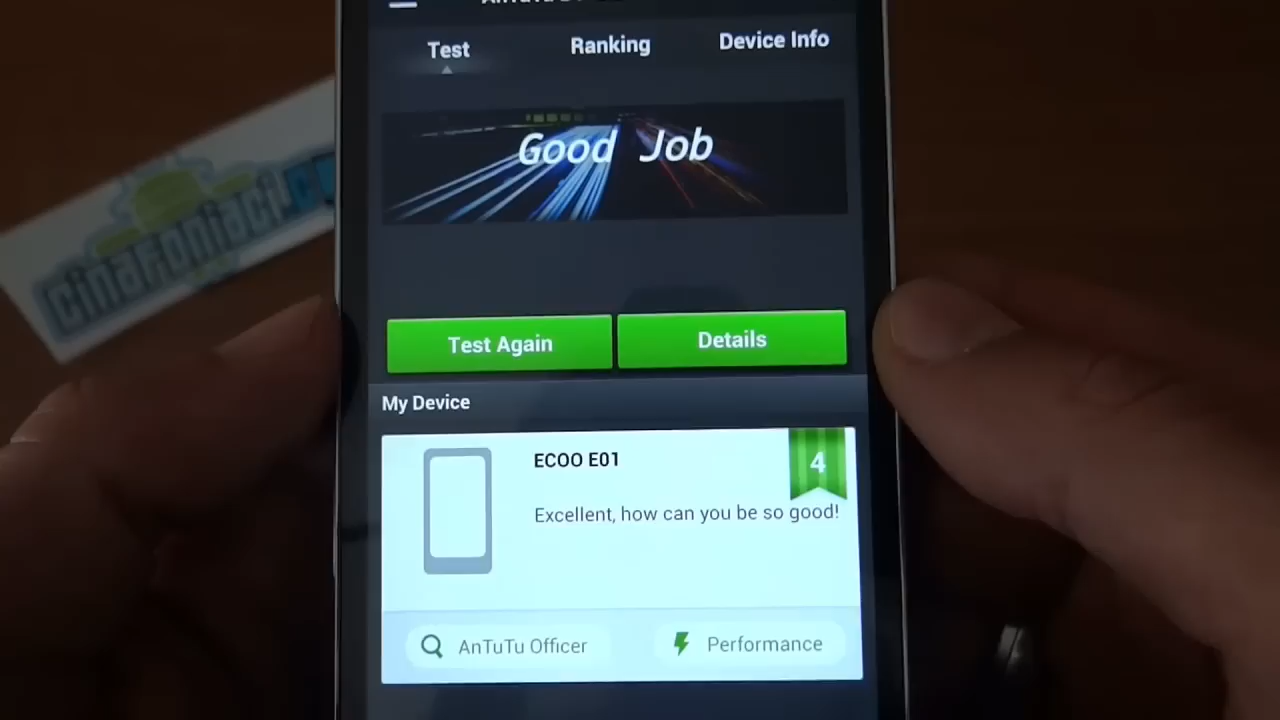 Test Ranking Device Info
Good Job
Test Again Details
My Device
ECOO E01
4
Excellent, how can you be so good!
AnTuTu Officer Performance
cinafoniaci.c